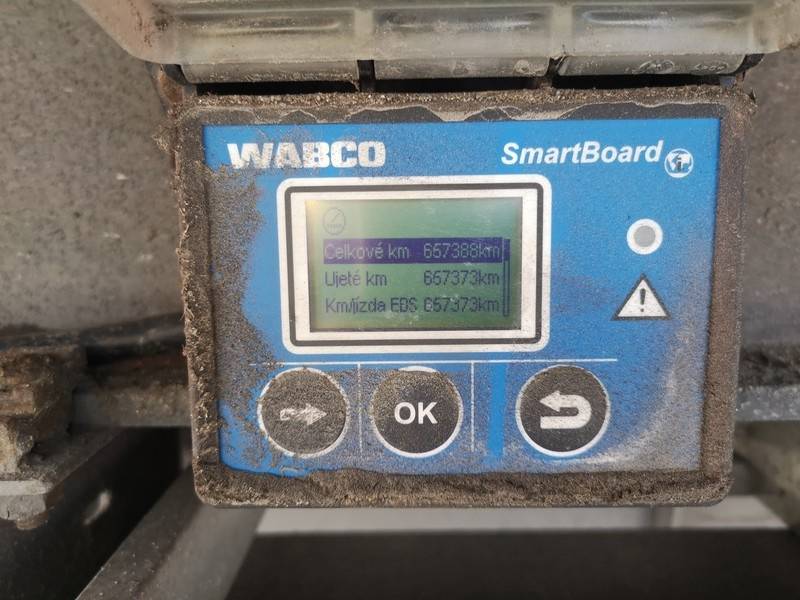 WABCO
SmartBoard
Celkové km 657388km
Ujeté km 657373km
Km/jízda EBS 657373km
OK